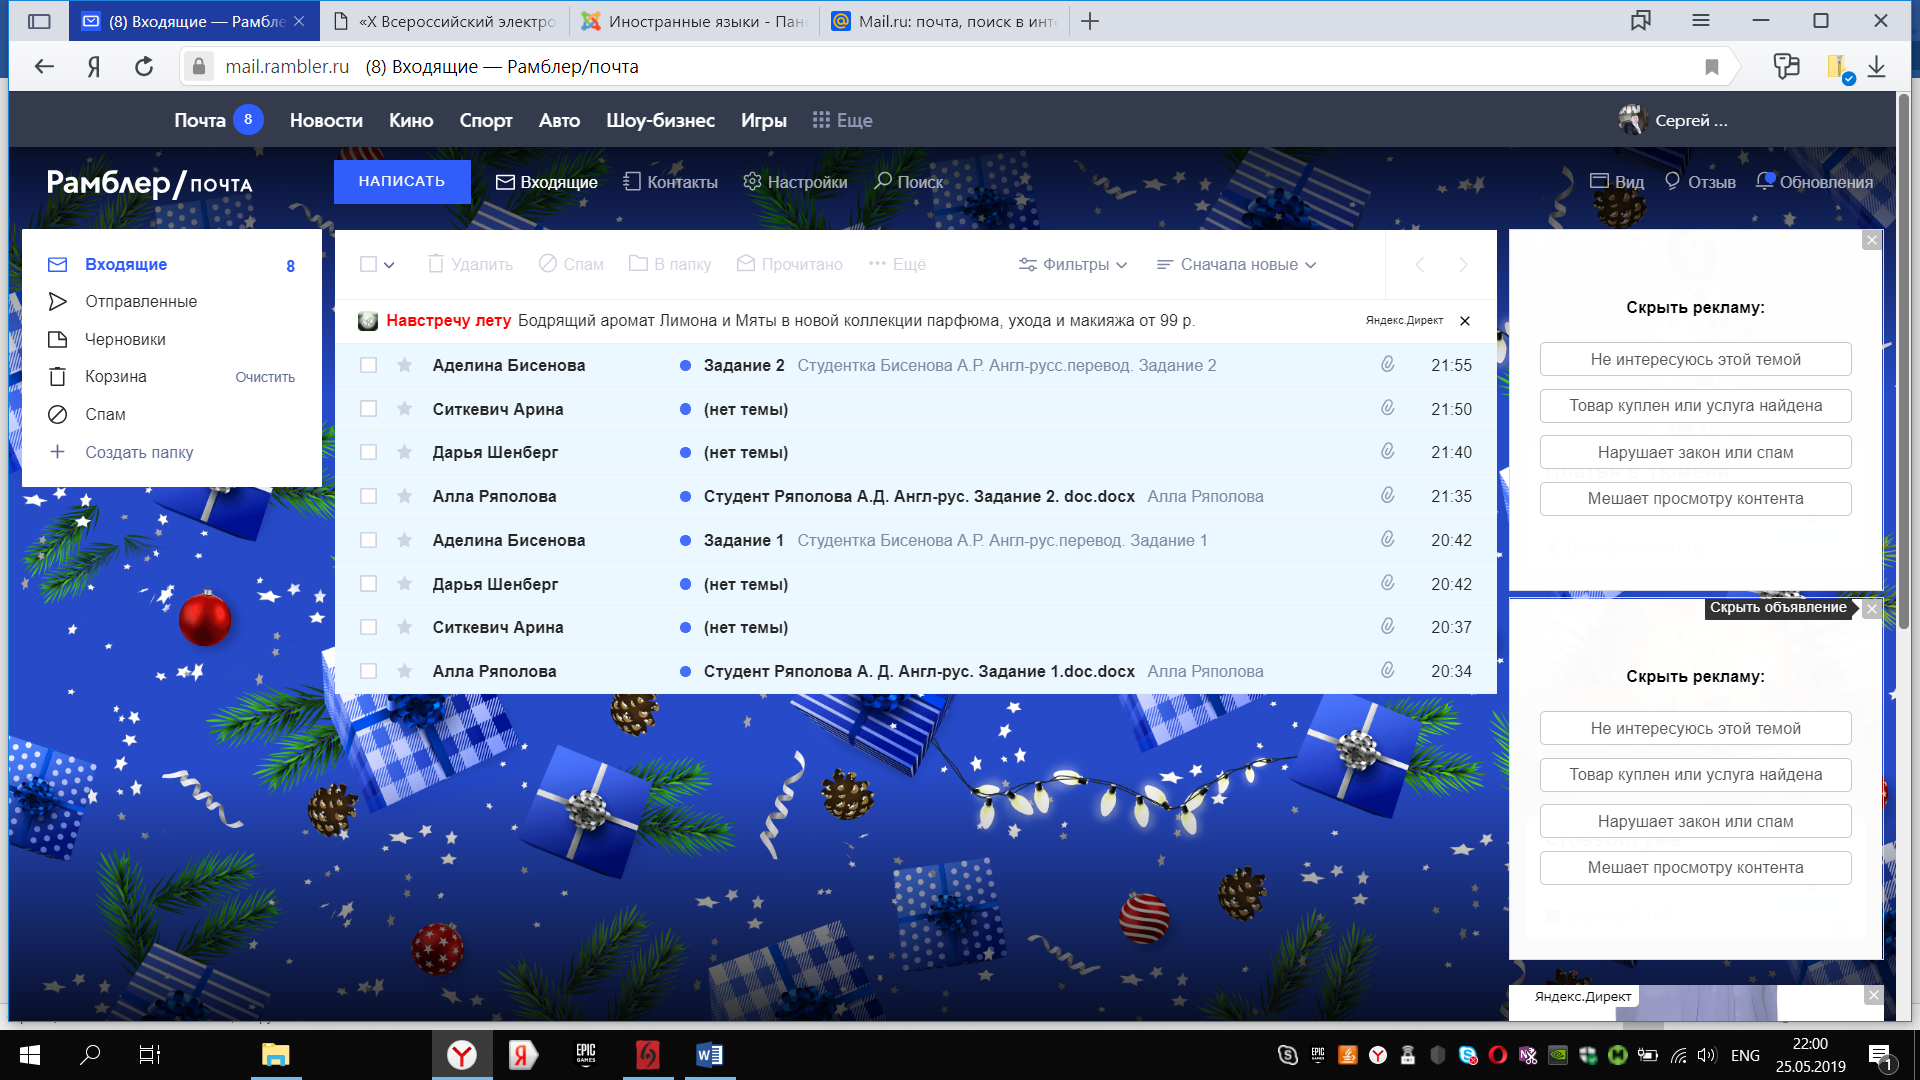 (8) Входящие — Рамбле
«X Всероссийский электро
Иностранные языки - Пан
Mail.ru: почта, поиск в инте
Я
mail.rambler.ru (8) Входящие — Рамблер/почта
Почта 8 Новости Кино Спорт Авто Шоу-бизнес Игры Еще
Сергей ...
Рамблер/почта
НАПИСАТЬ
Входящие Контакты Настройки Поиск
Вид Отзыв Обновления
Входящие 8
Отправленные
Черновики
Корзина Очистить
Спам
Создать папку
Удалить Спам В папку Прочитано Ещё Фильтры Сначала новые
Навстречу лету Бодрящий аромат Лимона и Мяты в новой коллекции парфюма, ухода и макияжа от 99 р. Яндекс.Директ
Аделина Бисенова Задание 2 Студентка Бисенова А.Р. Англ-русс.перевод. Задание 2 21:55
Ситкевич Арина (нет темы) 21:50
Дарья Шенберг (нет темы) 21:40
Алла Ряполова Студент Ряполова А.Д. Англ-рус. Задание 2. doc.docx Алла Ряполова 21:35
Аделина Бисенова Задание 1 Студентка Бисенова А.Р. Англ-рус.перевод. Задание 1 20:42
Дарья Шенберг (нет темы) 20:42
Ситкевич Арина (нет темы) 20:37
Алла Ряполова Студент Ряполова А. Д. Англ-рус. Задание 1.doc.docx Алла Ряполова 20:34
Скрыть рекламу:
Не интересуюсь этой темой
Товар куплен или услуга найдена
Нарушает закон или спам
Мешает просмотру контента
Скрыть объявление
Скрыть рекламу:
Не интересуюсь этой темой
Товар куплен или услуга найдена
Нарушает закон или спам
Мешает просмотру контента
Яндекс.Директ
EPIC GAMES
ENG
22:00
25.05.2019
1